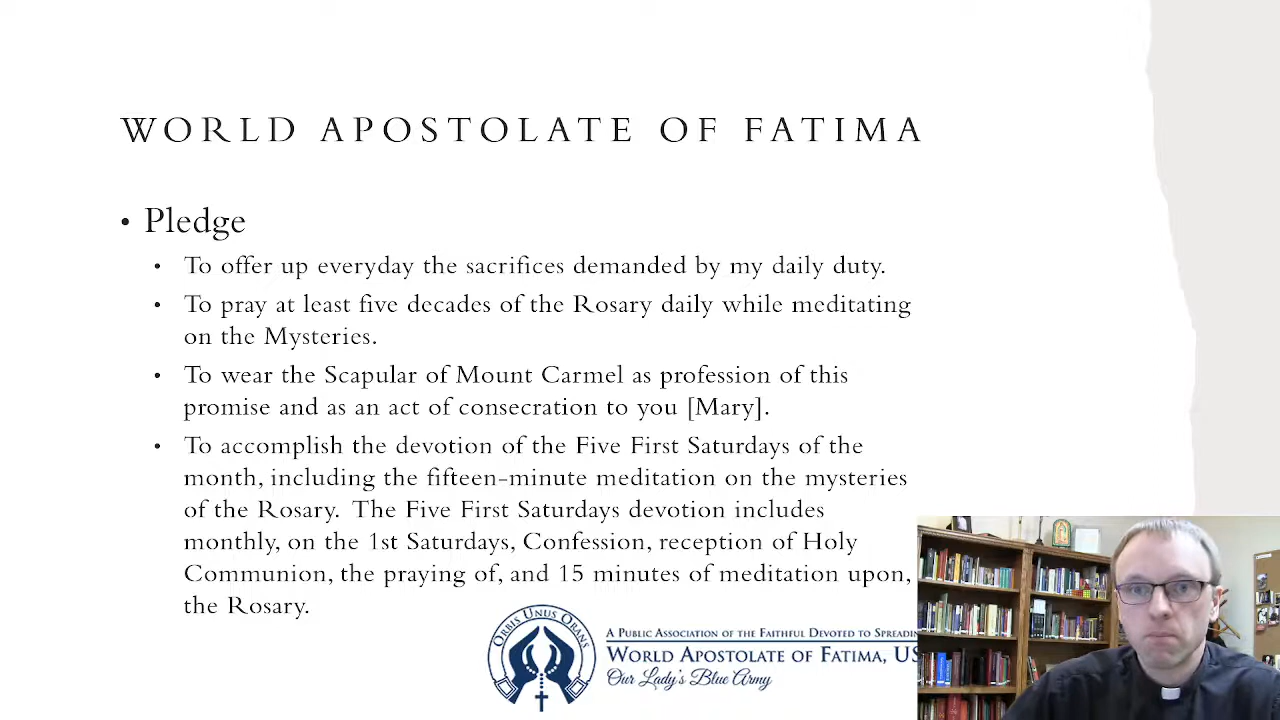 WORLD APOSTOLATE OF FATIMA
• Pledge
• To offer up everyday the sacrifices demanded by my daily duty.
• To pray at least five decades of the Rosary daily while meditating
on the Mysteries.
• To wear the Scapular of Mount Carmel as profession of this
promise and as an act of consecration to you [Mary].
• To accomplish the devotion of the Five First Saturdays of the
month, including the fifteen-minute meditation on the mysteries
of the Rosary. The Five First Saturdays devotion includes
monthly, on the 1st Saturdays, Confession, reception of Holy
Communion, the praying of, and 15 minutes of meditation upon,
the Rosary.
ORBIS UNUS ORANS
A PUBLIC ASSOCIATION OF THE FAITHFUL DEVOTED TO SPREADIN
WORLD APOSTOLATE OF FATIMA, US
Our Lady's Blue Army